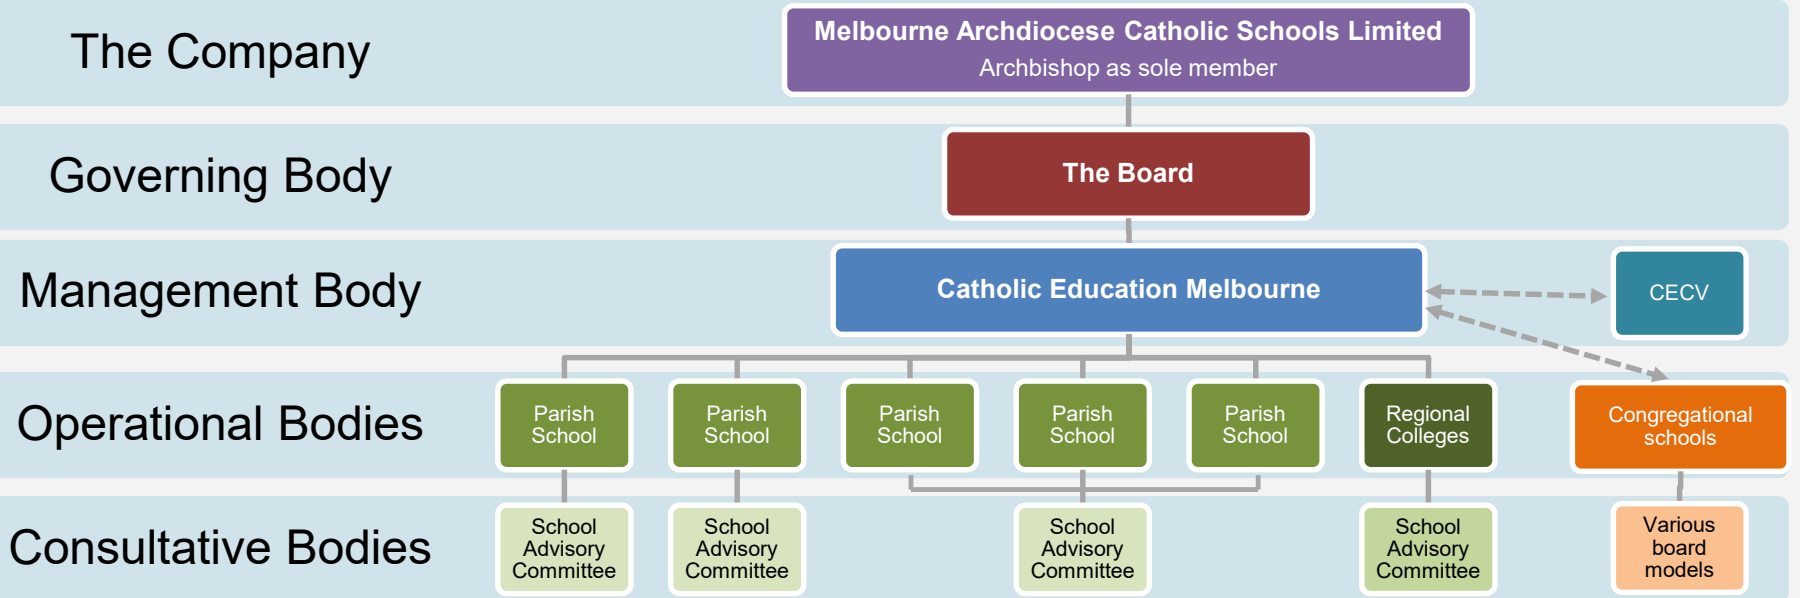 The Company
Melbourne Archdiocese Catholic Schools Limited
Archbishop as sole member
Governing Body
The Board
Management Body
Catholic Education Melbourne
CECV
Operational Bodies
Parish
School
Parish
School
Parish
School
Parish
School
Parish
School
Regional
Colleges
Congregational
schools
Consultative Bodies
School
Advisory
Committee
School
Advisory
Committee
School
Advisory
Committee
School
Advisory
Committee
Various
board
models